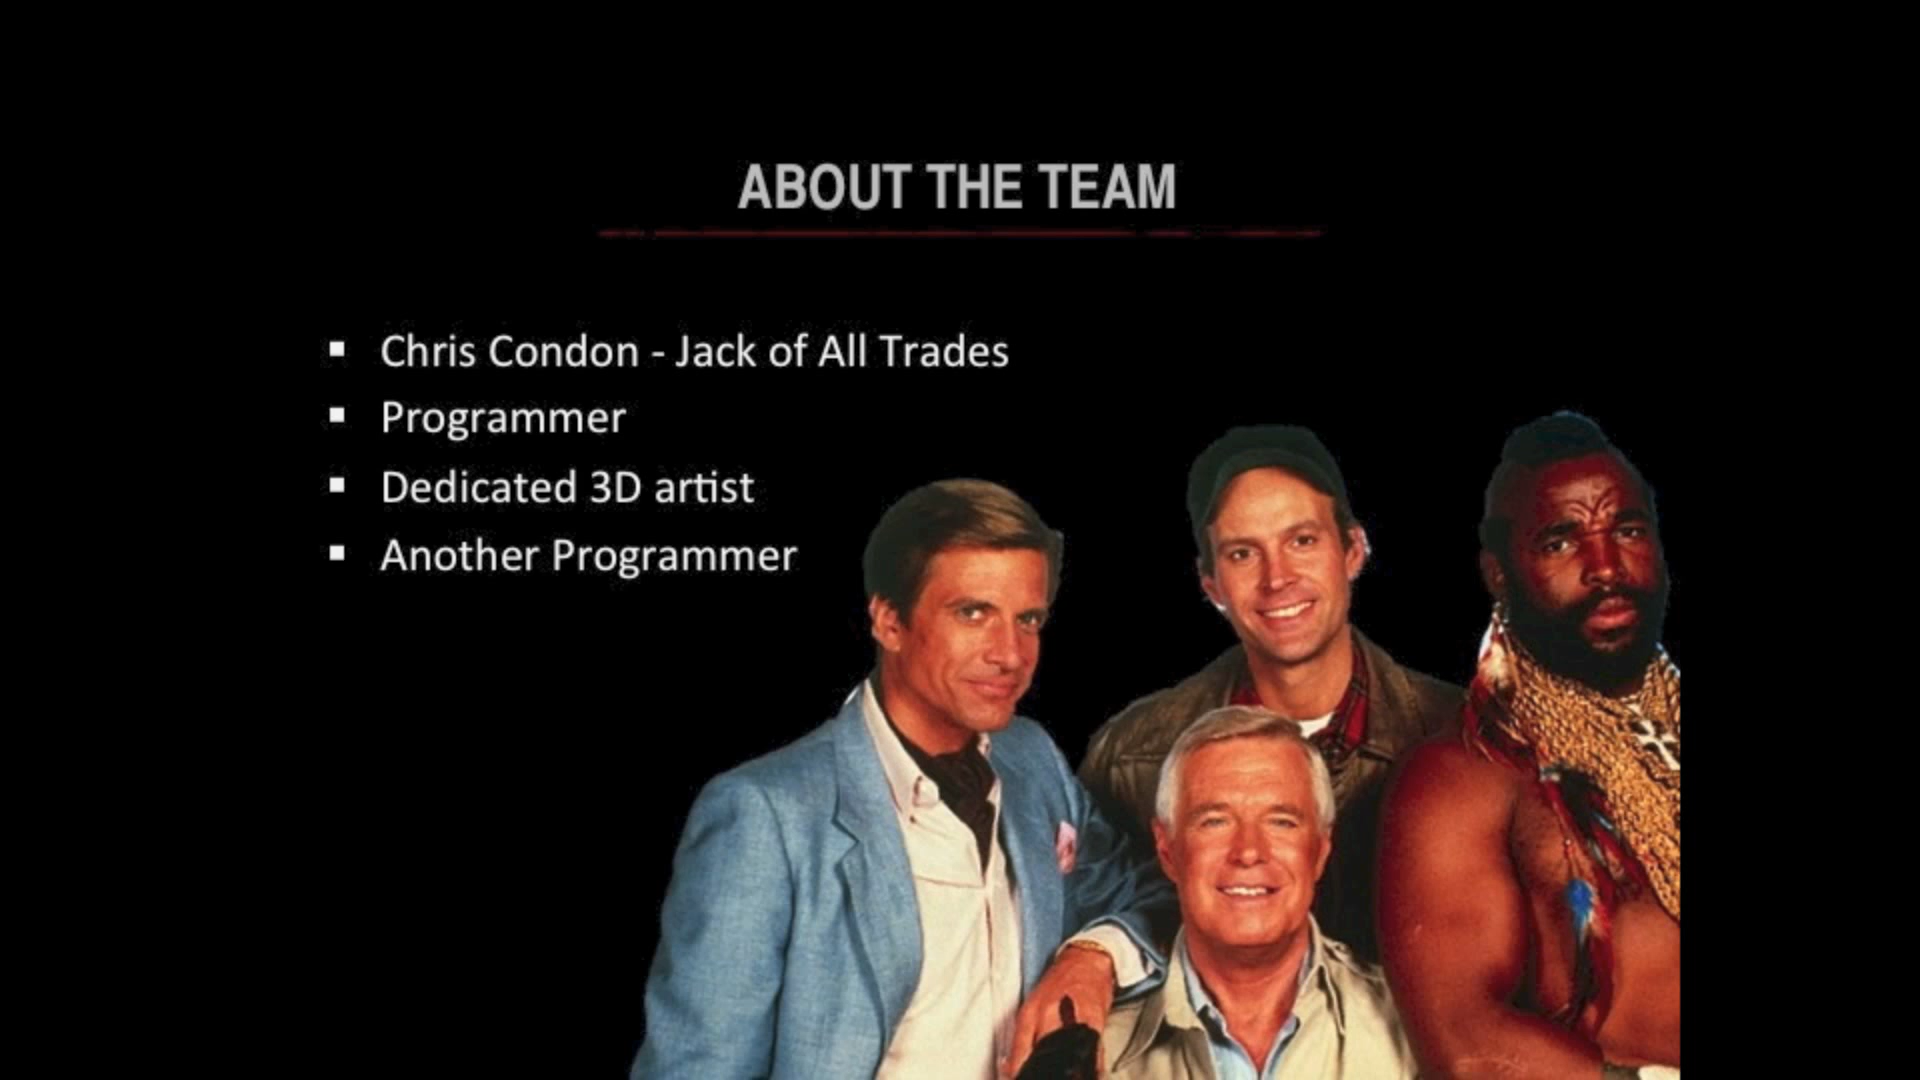 ABOUT THE TEAM
Chris Condon - Jack of All Trades
Programmer
Dedicated 3D artist
Another Programmer